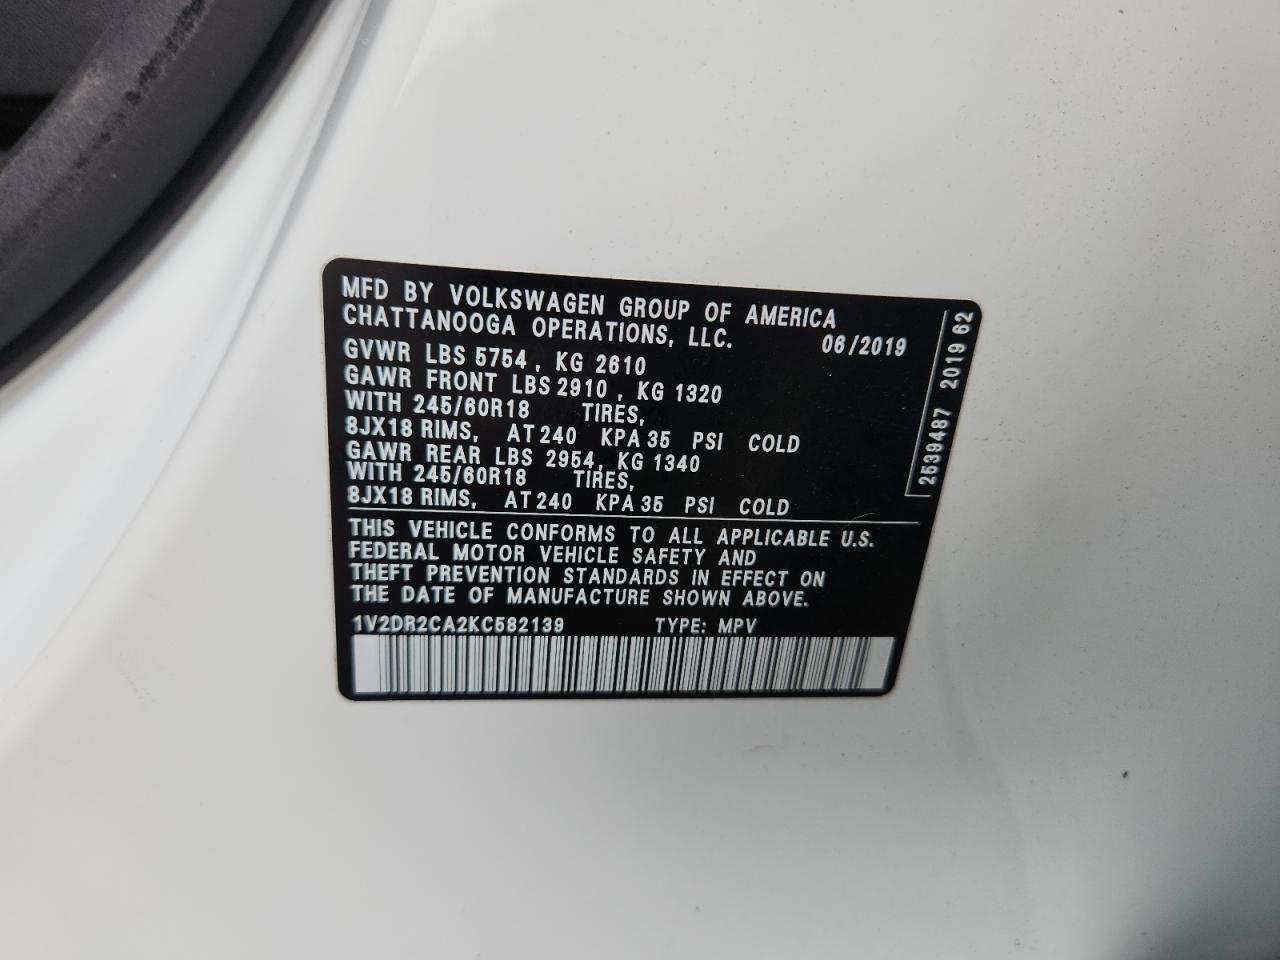 MFD BY VOLKSWAGEN GROUP OF AMERICA
CHATTANOOGA OPERATIONS, LLC. 06/2019
GVWR LBS 5754, KG 2610
GAWR FRONT LBS 2910, KG 1320
WITH 245/60R18 TIRES,
8JX18 RIMS, AT 240 KPA 35 PSI COLD
GAWR REAR LBS 2954, KG 1340
WITH 245/60R18 TIRES,
8JX18 RIMS, AT 240 KPA 35 PSI COLD
THIS VEHICLE CONFORMS TO ALL APPLICABLE U.S.
FEDERAL MOTOR VEHICLE SAFETY AND
THEFT PREVENTION STANDARDS IN EFFECT ON
THE DATE OF MANUFACTURE SHOWN ABOVE.
1V2DR2CA2KC582139 TYPE: MPV
2539487 2019 62